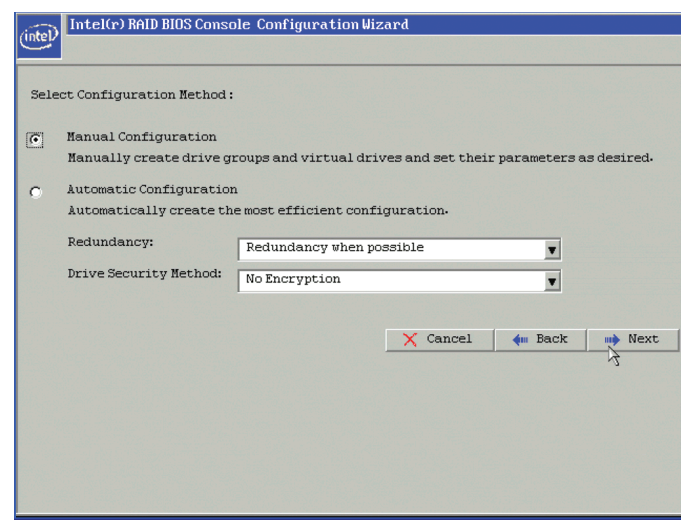 intel
Intel(r) RAID BIOS Console Configuration Wizard
Select Configuration Method:
Manual Configuration
Manually create drive groups and virtual drives and set their parameters as desired.
Automatic Configuration
Automatically create the most efficient configuration.
Redundancy: Redundancy when possible
Drive Security Method: No Encryption
Cancel Back Next